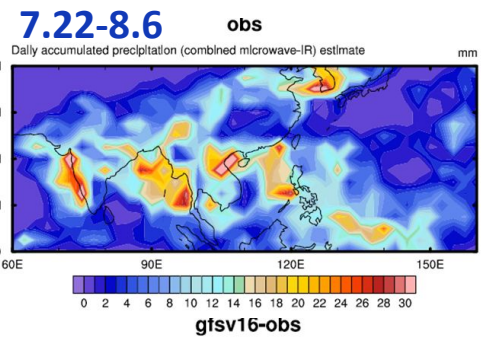 7.22-8.6
obs
Daily accumulated precipitation (combined microwave-IR) estimate mm
60E 90E 120E 150E
0 2 4 6 8 10 12 14 16 18 20 22 24 26 28 30
gfsv16-obs